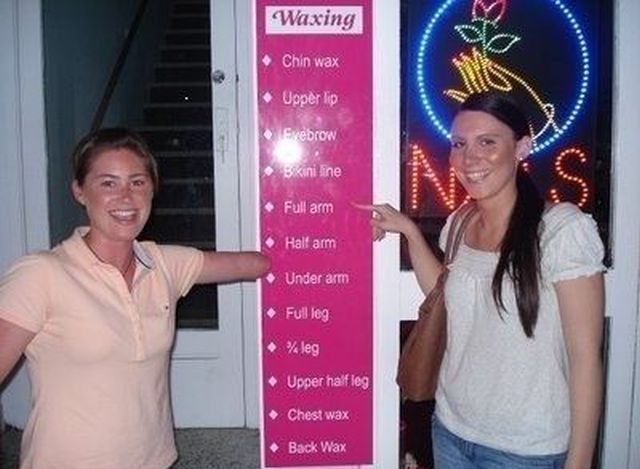 Waxing
Chin wax
Upper lip
Eyebrow
Bikini line
Full arm
Half arm
Under arm
Full leg
¾ leg
Upper half leg
Chest wax
Back Wax